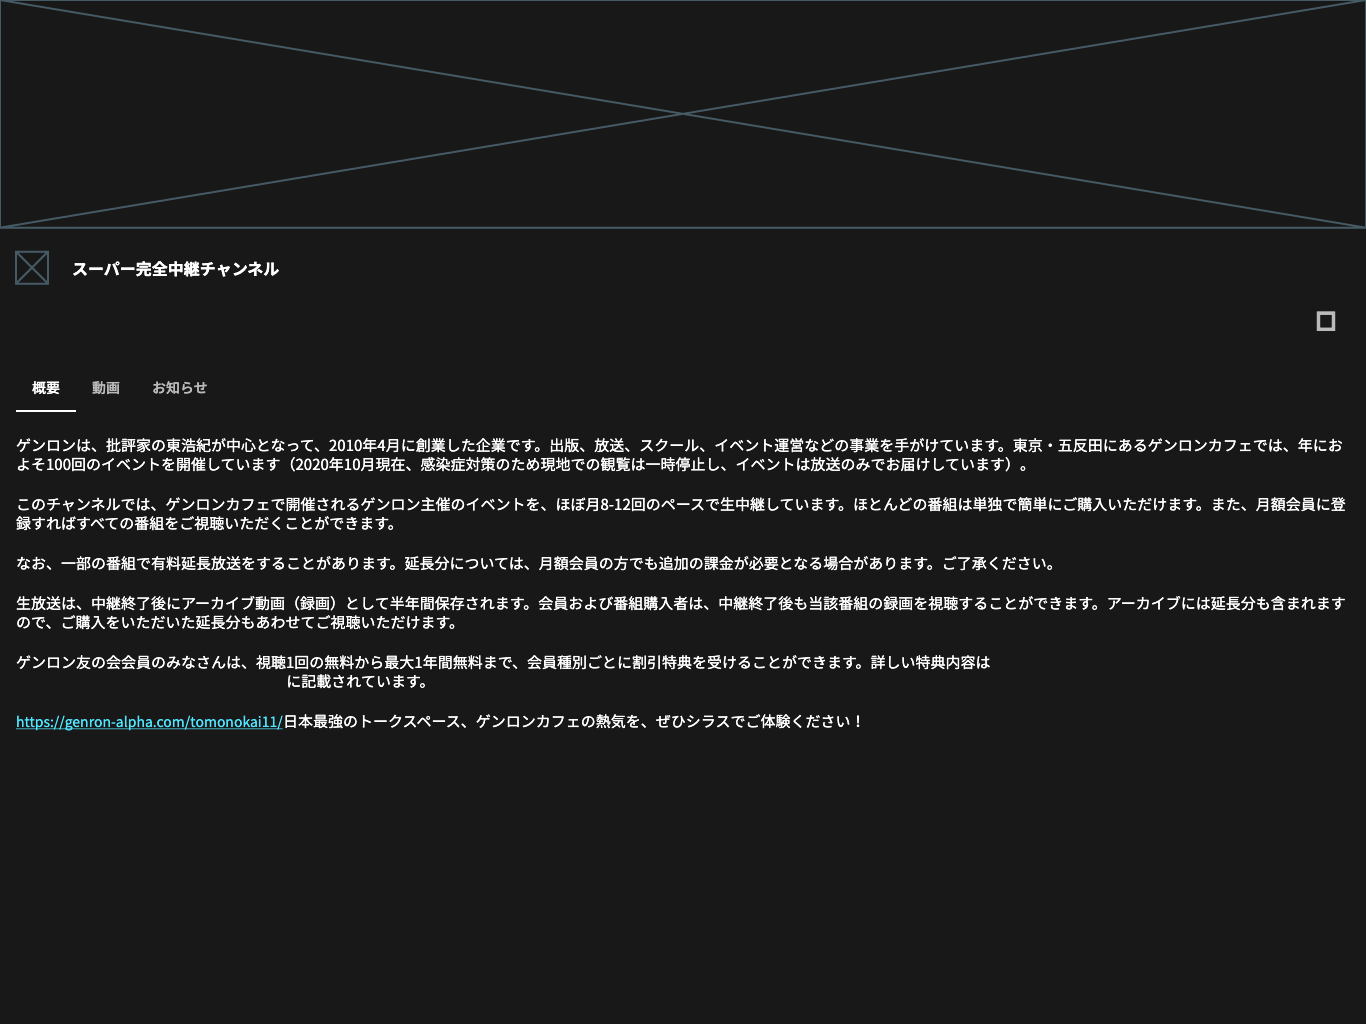 スーパー完全中継チャンネル
概要 動画 お知らせ
ゲンロンは、批評家の東浩紀が中心となって、2010年4月に創業した企業です。出版、放送、スクール、イベント運営などの事業を手がけています。東京・五反田にあるゲンロンカフェでは、年にお
よそ100回のイベントを開催しています（2020年10月現在、感染症対策のため現地での観覧は一時停止し、イベントは放送のみでお届けしています）。
このチャンネルでは、ゲンロンカフェで開催されるゲンロン主催のイベントを、ほぼ月8-12回のペースで生中継しています。ほとんどの番組は単独で簡単にご購入いただけます。また、月額会員に登
録すればすべての番組をご視聴いただくことができます。
なお、一部の番組で有料延長放送をすることがあります。延長分については、月額会員の方でも追加の課金が必要となる場合があります。ご了承ください。
生放送は、中継終了後にアーカイブ動画（録画）として半年間保存されます。会員および番組購入者は、中継終了後も当該番組の録画を視聴することができます。アーカイブには延長分も含まれます
ので、ご購入をいただいた延長分もあわせてご視聴いただけます。
ゲンロン友の会会員のみなさんは、視聴1回の無料から最大1年間無料まで、会員種別ごとに割引特典を受けることができます。詳しい特典内容は
に記載されています。
https://genron-alpha.com/tomonokai11/日本最強のトークスペース、ゲンロンカフェの熱気を、ぜひシラスでご体験ください！